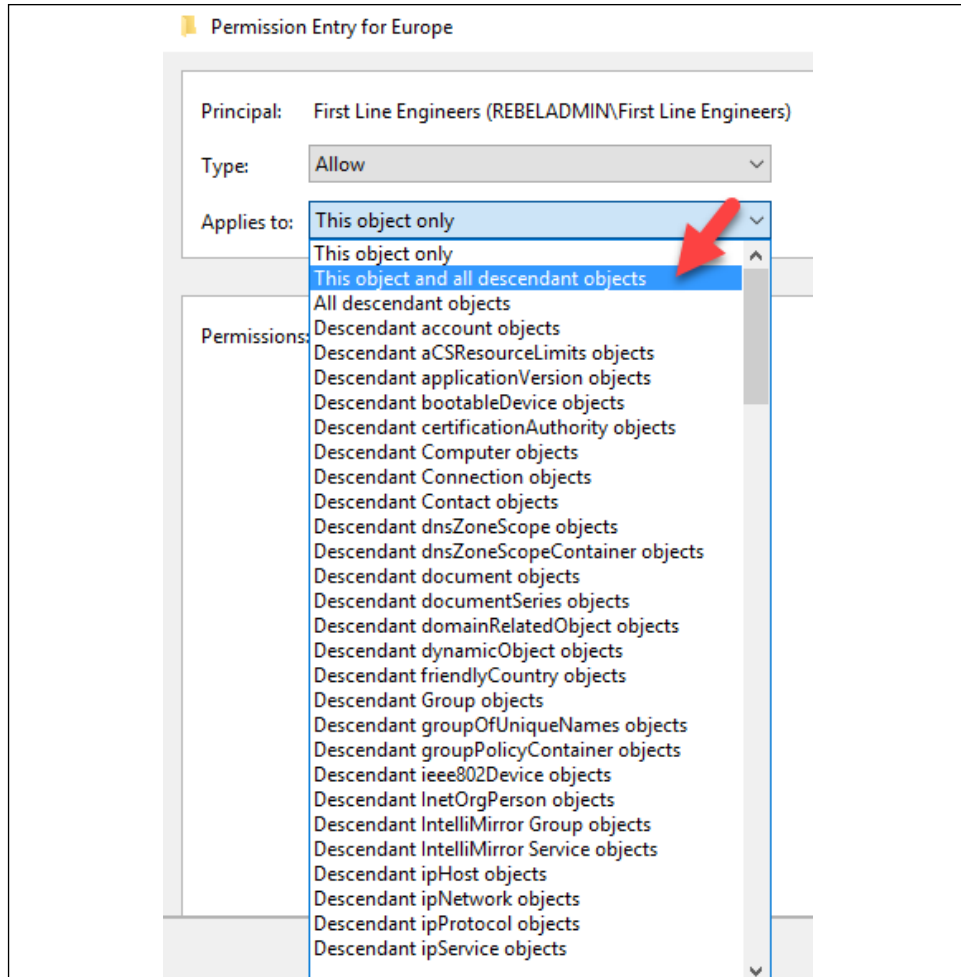 Permission Entry for Europe
Principal: First Line Engineers (REBELADMIN\First Line Engineers)
Type: Allow
Applies to: This object only
This object only
This object and all descendant objects
All descendant objects
Permissions:
Descendant account objects
Descendant aCSResourceLimits objects
Descendant applicationVersion objects
Descendant bootableDevice objects
Descendant certificationAuthority objects
Descendant Computer objects
Descendant Connection objects
Descendant Contact objects
Descendant dnsZoneScope objects
Descendant dnsZoneScopeContainer objects
Descendant document objects
Descendant documentSeries objects
Descendant domainRelatedObject objects
Descendant dynamicObject objects
Descendant friendlyCountry objects
Descendant Group objects
Descendant groupOfUniqueNames objects
Descendant groupPolicyContainer objects
Descendant ieee802Device objects
Descendant InetOrgPerson objects
Descendant IntelliMirror Group objects
Descendant IntelliMirror Service objects
Descendant ipHost objects
Descendant ipNetwork objects
Descendant ipProtocol objects
Descendant ipService objects